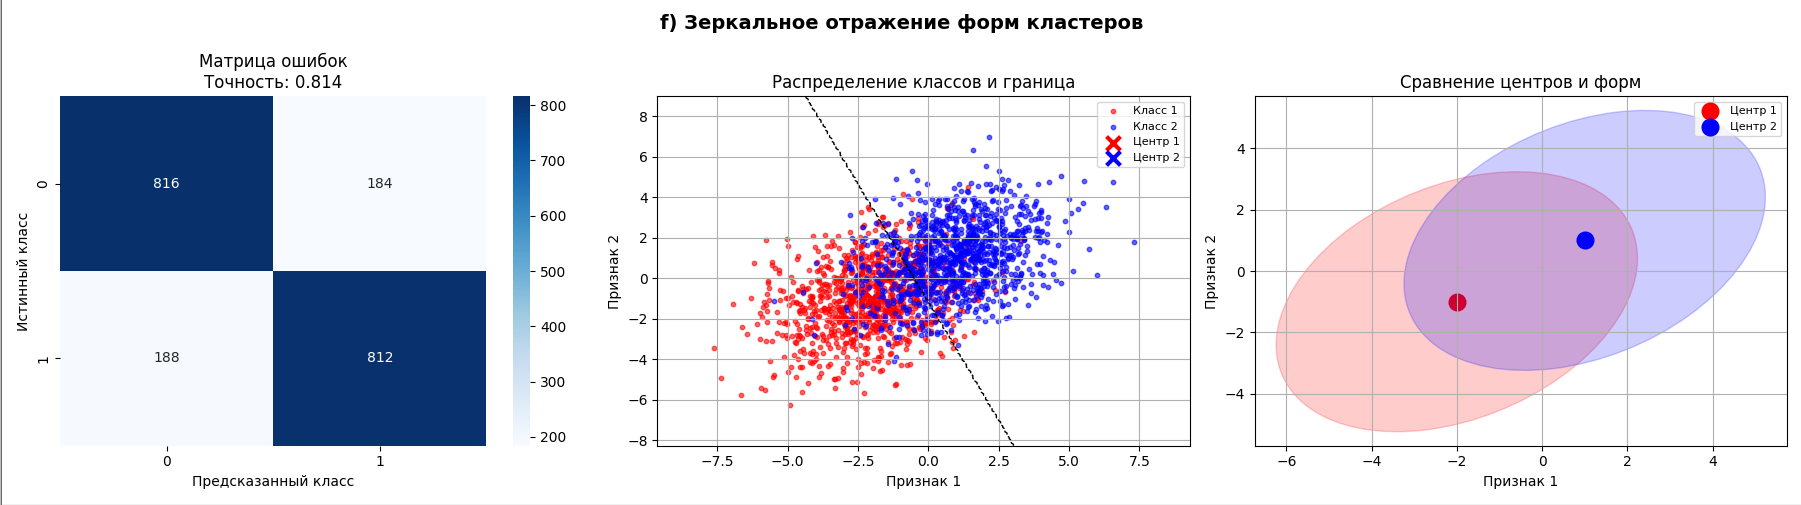 f) Зеркальное отражение форм кластеров
Матрица ошибок
Точность: 0.814
816
184
188
812
0
1
Истинный класс
0
1
Предсказанный класс
800
700
600
500
400
300
200
Распределение классов и граница
Класс 1
Класс 2
Центр 1
Центр 2
8
6
4
2
0
−2
−4
−6
−8
Признак 2
−7.5
−5.0
−2.5
0.0
2.5
5.0
7.5
Признак 1
Сравнение центров и форм
Центр 1
Центр 2
4
2
0
−2
−4
Признак 2
−6
−4
−2
0
2
4
Признак 1